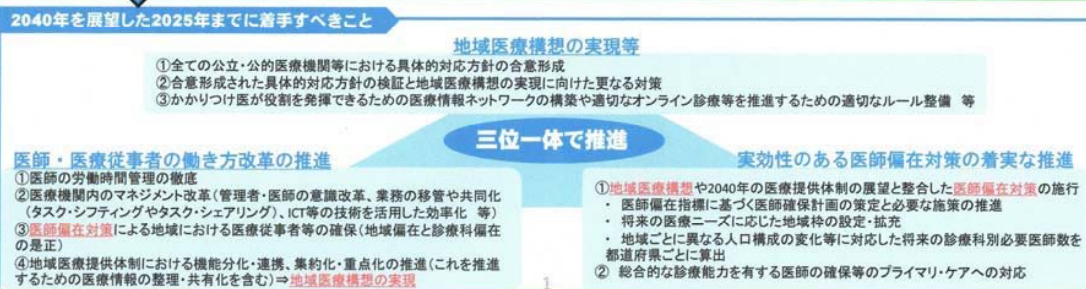 2040年を展望した2025年までに着手すべきこと
地域医療構想の実現等
①全ての公立・公的医療機関等における具体的対応方針の合意形成
②合意形成された具体的対応方針の検証と地域医療構想の実現に向けた更なる対策
③かかりつけ医が役割を発揮できるための医療情報ネットワークの構築や適切なオンライン診療等を推進するための適切なルール整備 等
三位一体で推進
医師・医療従事者の働き方改革の推進
①医師の労働時間管理の徹底
②医療機関内のマネジメント改革(管理者・医師の意識改革、業務の移管や共同化
(タスク・シフティングやタスク・シェアリング)、ICT等の技術を活用した効率化 等)
③医師偏在対策による地域における医療従事者等の確保(地域偏在と診療科偏在
の是正)
④地域医療提供体制における機能分化・連携、集約化・重点化の推進(これを推進
するための医療情報の整理・共有化を含む)⇒地域医療構想の実現
実効性のある医師偏在対策の着実な推進
①地域医療構想や2040年の医療提供体制の展望と整合した医師偏在対策の施行
・ 医師偏在指標に基づく医師確保計画の策定と必要な施策の推進
・ 将来の医療ニーズに応じた地域枠の設定・拡充
・ 地域ごとに異なる人口構成の変化等に対応した将来の診療科別必要医師数を
都道府県ごとに算出
② 総合的な診療能力を有する医師の確保等のプライマリ・ケアへの対応
1